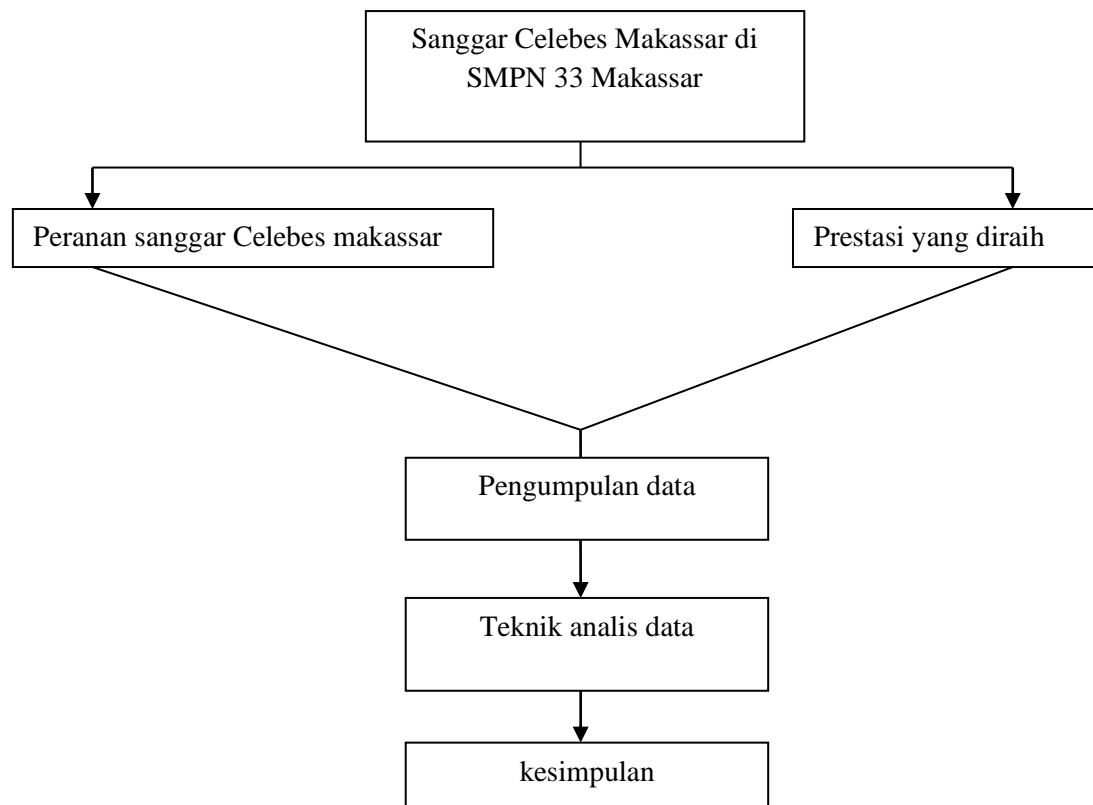 Sanggar Celebes Makassar di
SMPN 33 Makassar
Peranan sanggar Celebes makassar
Prestasi yang diraih
Pengumpulan data
Teknik analis data
kesimpulan